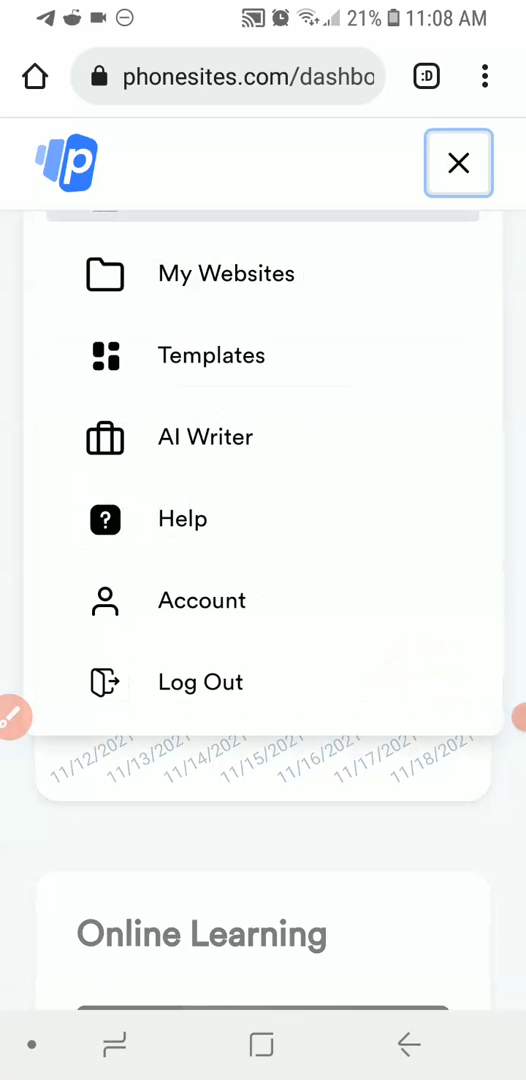 21% 11:08 AM
phonesites.com/dashbo
:D
p
My Websites
Templates
AI Writer
? Help
Account
Log Out
11/12/2021 11/13/2021 11/14/2021 11/15/2021 11/16/2021 11/17/2021 11/18/2021
Online Learning